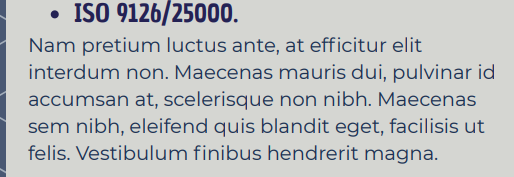 • ISO 9126/25000.
Nam pretium luctus ante, at efficitur elit
interdum non. Maecenas mauris dui, pulvinar id
accumsan at, scelerisque non nibh. Maecenas
sem nibh, eleifend quis blandit eget, facilisis ut
felis. Vestibulum finibus hendrerit magna.